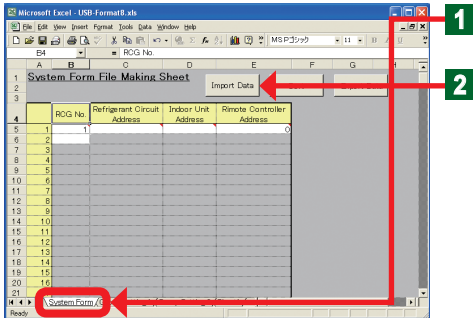 Microsoft Excel - USB-Format8.xls
File Edit View Insert Format Tools Data Window Help
MS Pゴシック 11
B4 = RCG No.
A B C D E F G H
1 System Form File Making Sheet
2 Import Data
3
4 RCG No. Refrigerant Circuit Address Indoor Unit Address Rimote Controller Address
5 1 1 0
6 2
7 3
8 4
9 5
10 6
11 7
12 8
13 9
14 10
15 11
16 12
17 13
18 14
19 15
20 16
21
System Form
Ready
1
2